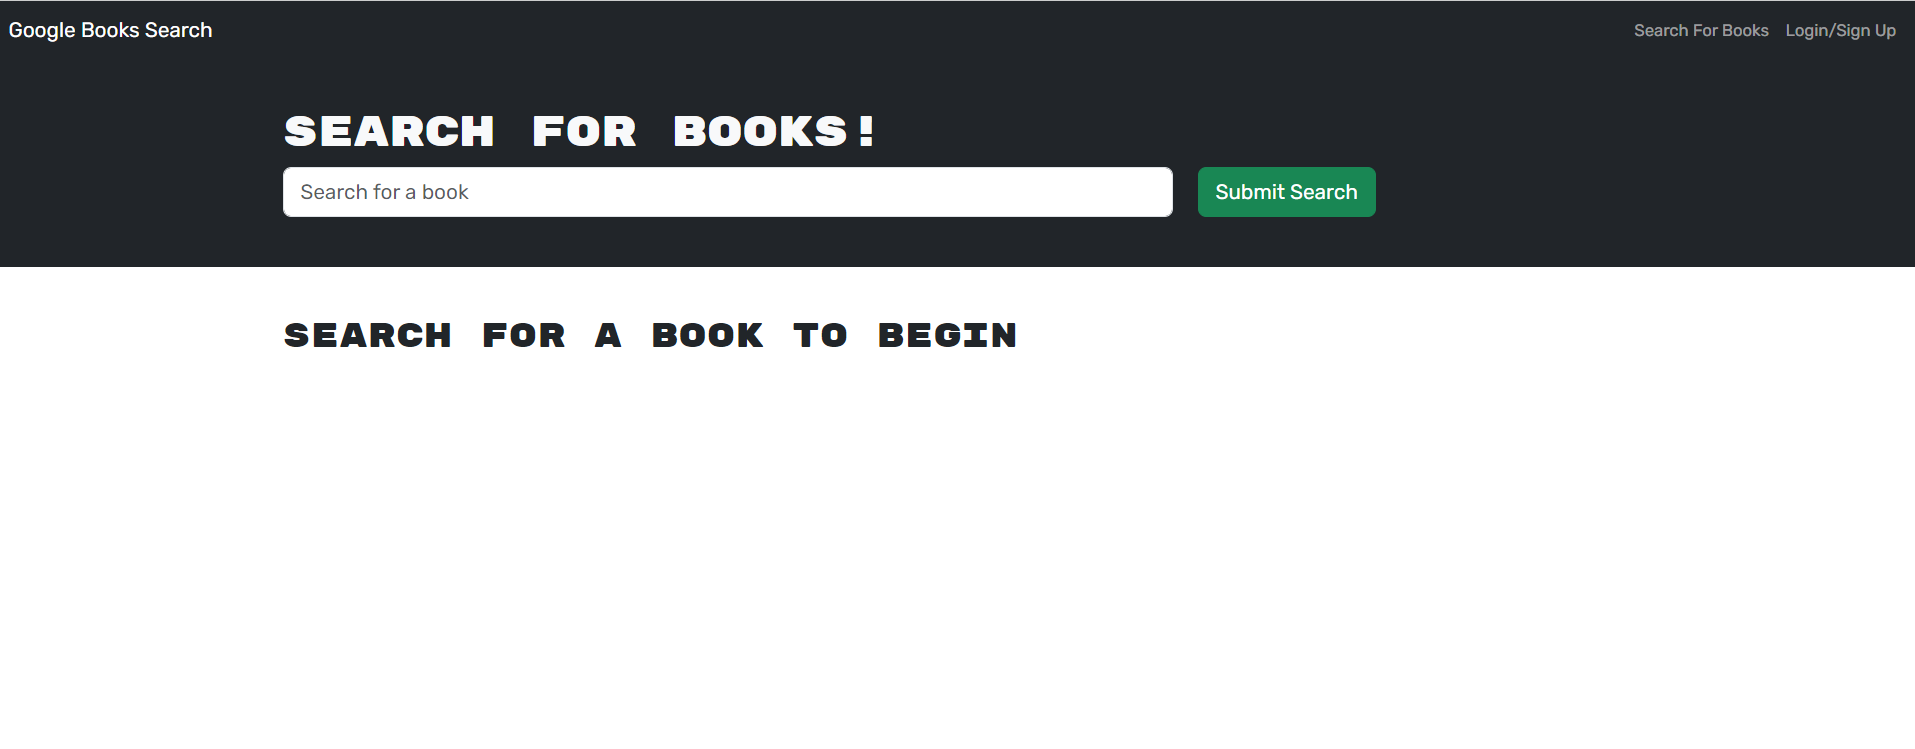 Google Books Search
Search For Books
Login/Sign Up
SEARCH FOR BOOKS!
Search for a book
Submit Search
SEARCH FOR A BOOK TO BEGIN